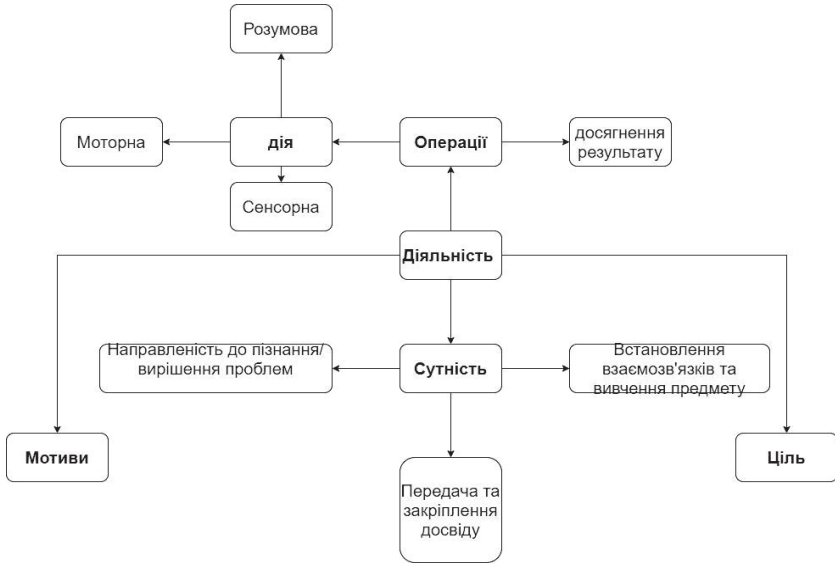 Розумова
Моторна
дія
Операції
досягнення
результату
Сенсорна
Діяльність
Направленість до пізнання/
вирішення проблем
Сутність
Встановлення
взаємозв'язків та
вивчення предмету
Мотиви
Ціль
Передача та
закріплення
досвіду